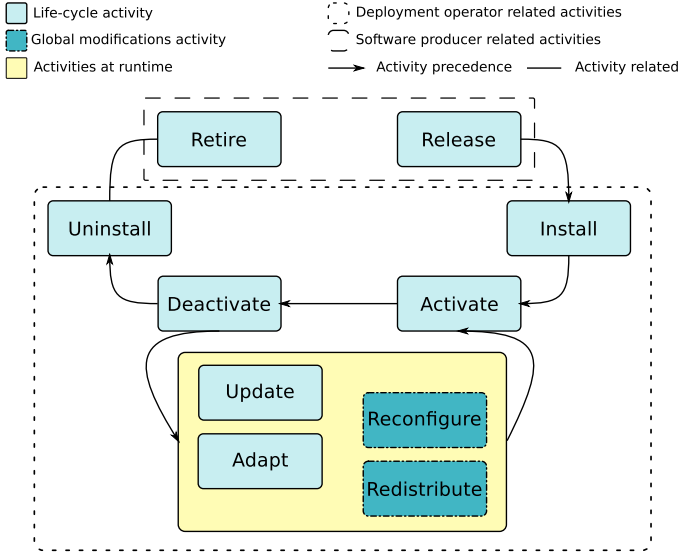 Life-cycle activity
Deployment operator related activities
Global modifications activity
Software producer related activities
Activities at runtime
Activity precedence
Activity related
Retire
Release
Uninstall
Install
Deactivate
Activate
Update
Reconfigure
Adapt
Redistribute